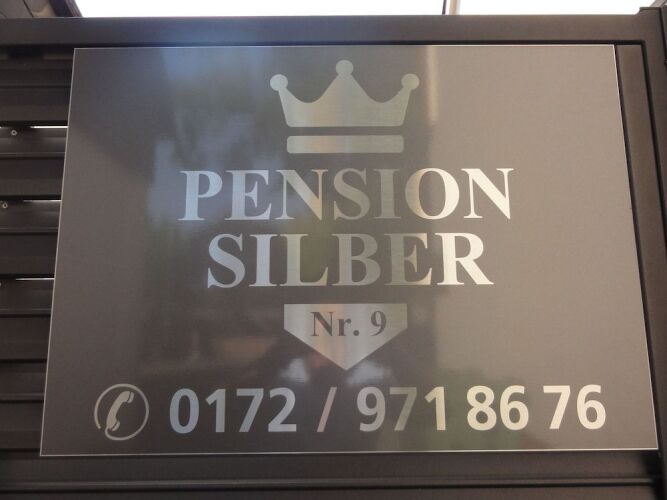 PENSION
SILBER
Nr. 9
0172 / 971 86 76